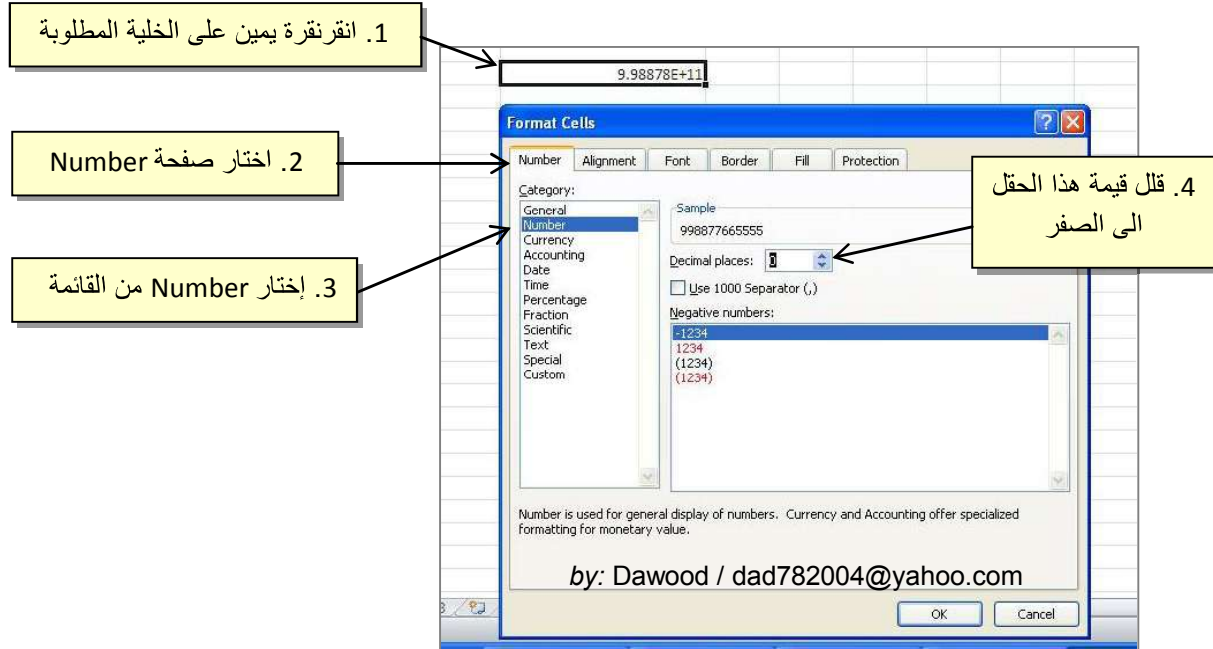 1. انقرنقرة يمين على الخلية المطلوبة
9.98878E+11
Format Cells
2. اختار صفحة Number
Number Alignment Font Border Fill Protection
4. قلل قيمة هذا الحقل
الى الصفر
Category:
General
Number
Currency
Accounting
Date
Time
Percentage
Fraction
Scientific
Text
Special
Custom
3. إختار Number من القائمة
Sample
998877665555
Decimal places: 0
Use 1000 Separator (,)
Negative numbers:
-1234
1234
(1234)
(1234)
Number is used for general display of numbers. Currency and Accounting offer specialized
formatting for monetary value.
by: Dawood / dad782004@yahoo.com
3
OK Cancel